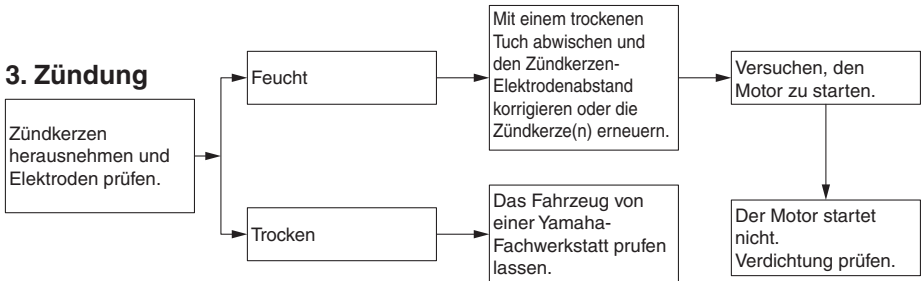 3. Zündung
Zündkerzen
herausnehmen und
Elektroden prüfen.
Feucht
Mit einem trockenen
Tuch abwischen und
den Zündkerzen-
Elektrodenabstand
korrigieren oder die
Zündkerze(n) erneuern.
Versuchen, den
Motor zu starten.
Der Motor startet
nicht.
Verdichtung prüfen.
Trocken
Das Fahrzeug von
einer Yamaha-
Fachwerkstatt prufen
lassen.